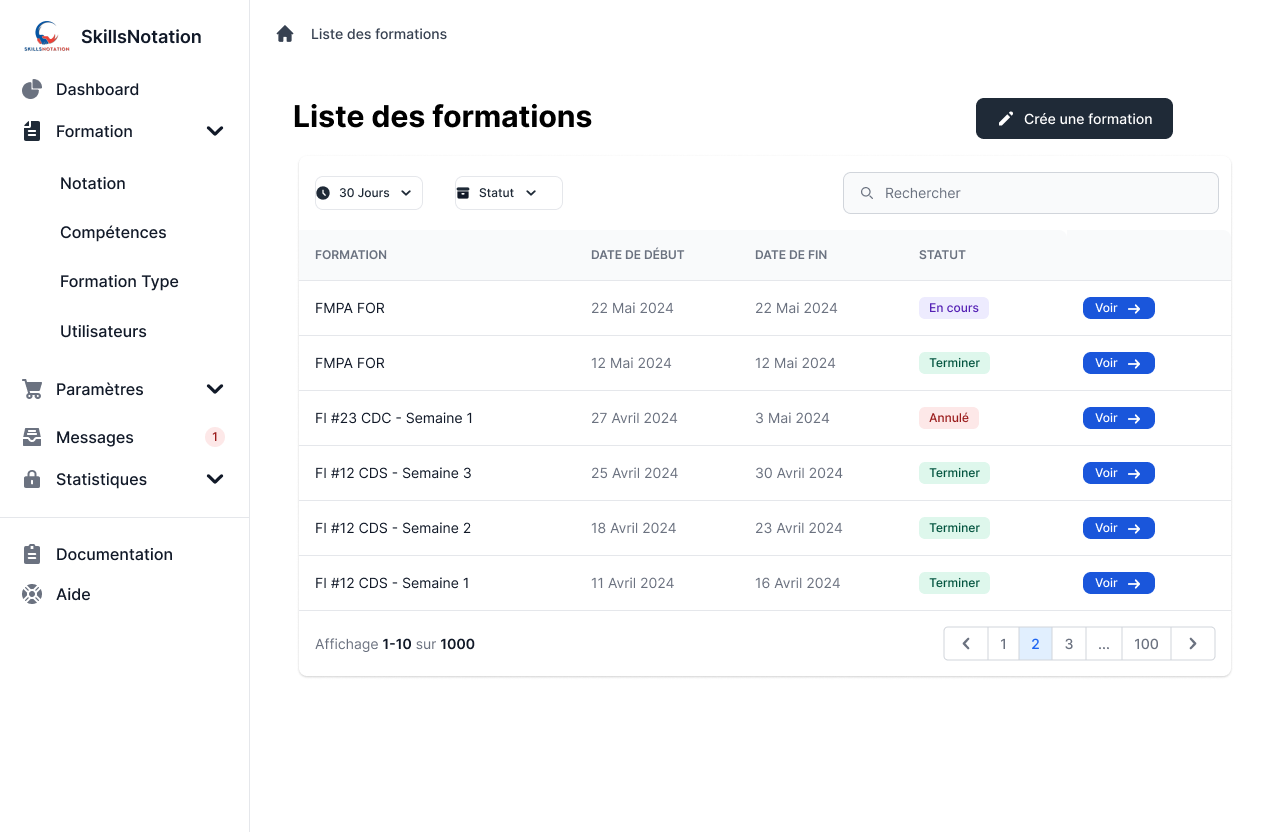 SKILLSNOTATION
SkillsNotation
Dashboard
Formation
Notation
Compétences
Formation Type
Utilisateurs
Paramètres
Messages 1
Statistiques
Documentation
Aide
Liste des formations
Liste des formations
Crée une formation
30 Jours Statut Rechercher
FORMATION DATE DE DÉBUT DATE DE FIN STATUT
FMPA FOR 22 Mai 2024 22 Mai 2024 En cours Voir
FMPA FOR 12 Mai 2024 12 Mai 2024 Terminer Voir
FI #23 CDC - Semaine 1 27 Avril 2024 3 Mai 2024 Annulé Voir
FI #12 CDS - Semaine 3 25 Avril 2024 30 Avril 2024 Terminer Voir
FI #12 CDS - Semaine 2 18 Avril 2024 23 Avril 2024 Terminer Voir
FI #12 CDS - Semaine 1 11 Avril 2024 16 Avril 2024 Terminer Voir
Affichage 1-10 sur 1000 1 2 3 ... 100